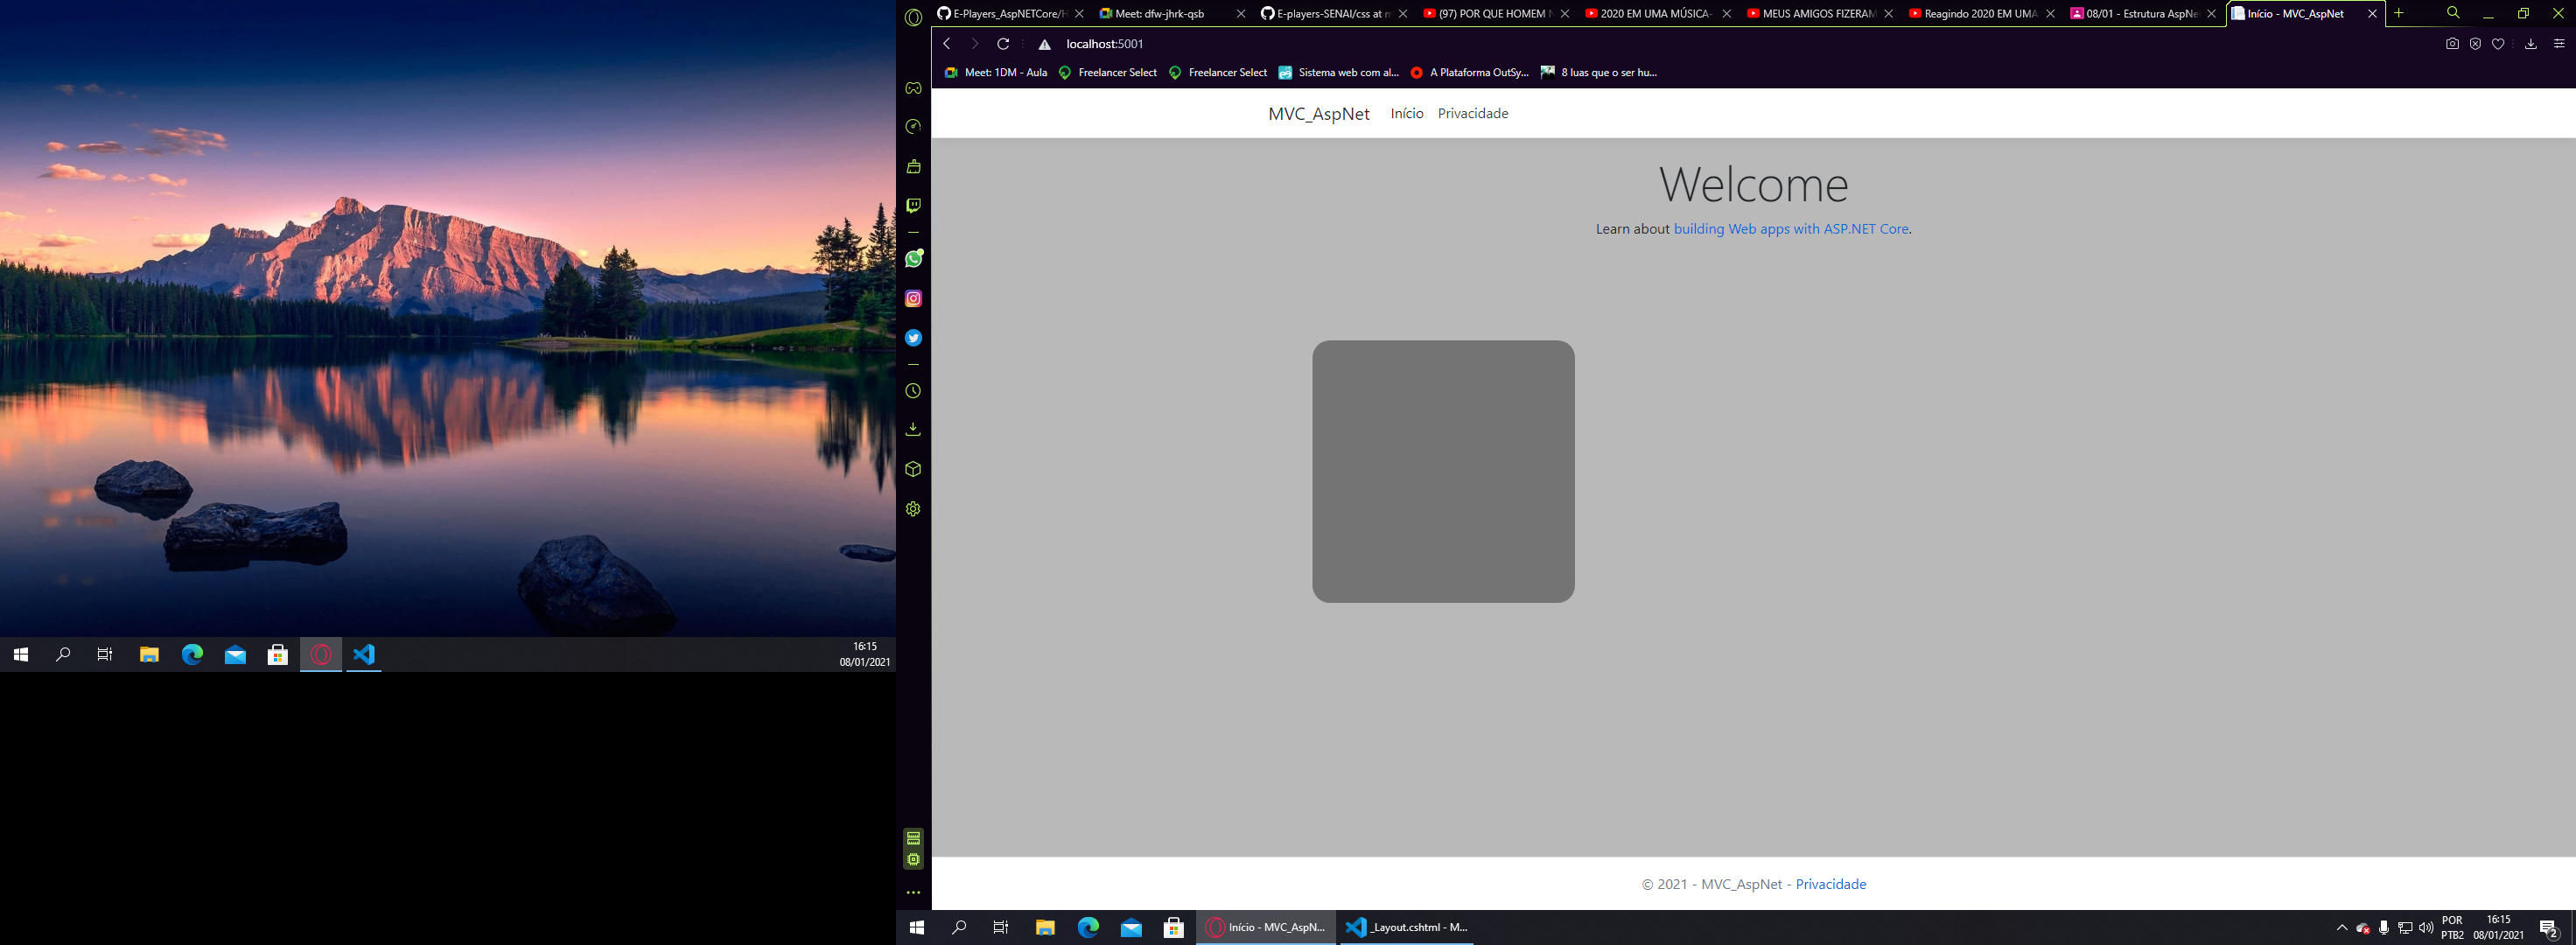 16:15
08/01/2021
E-Players_AspNETCore/H
Meet: dfw-jhrk-qsb
E-players-SENAI/css at m
(97) POR QUE HOMEM N
2020 EM UMA MÚSICA-
MEUS AMIGOS FIZERAM
Reagindo 2020 EM UMA
08/01 - Estrutura AspNe
Início - MVC_AspNet
localhost:5001
Meet: 1DM - Aula
Freelancer Select
Freelancer Select
Sistema web com al...
A Plataforma OutSy...
8 luas que o ser hu...
MVC_AspNet
Início
Privacidade
Welcome
Learn about building Web apps with ASP.NET Core.
© 2021 - MVC_AspNet - Privacidade
Início - MVC_AspN...
_Layout.cshtml - M...
POR
PTB2
16:15
08/01/2021
2